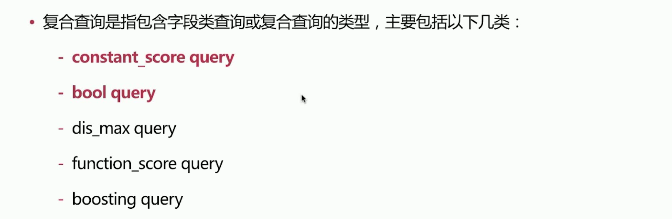 • 复合查询是指包含字段类查询或复合查询的类型，主要包括以下几类：
- constant_score query
- bool query
- dis_max query
- function_score query
- boosting query